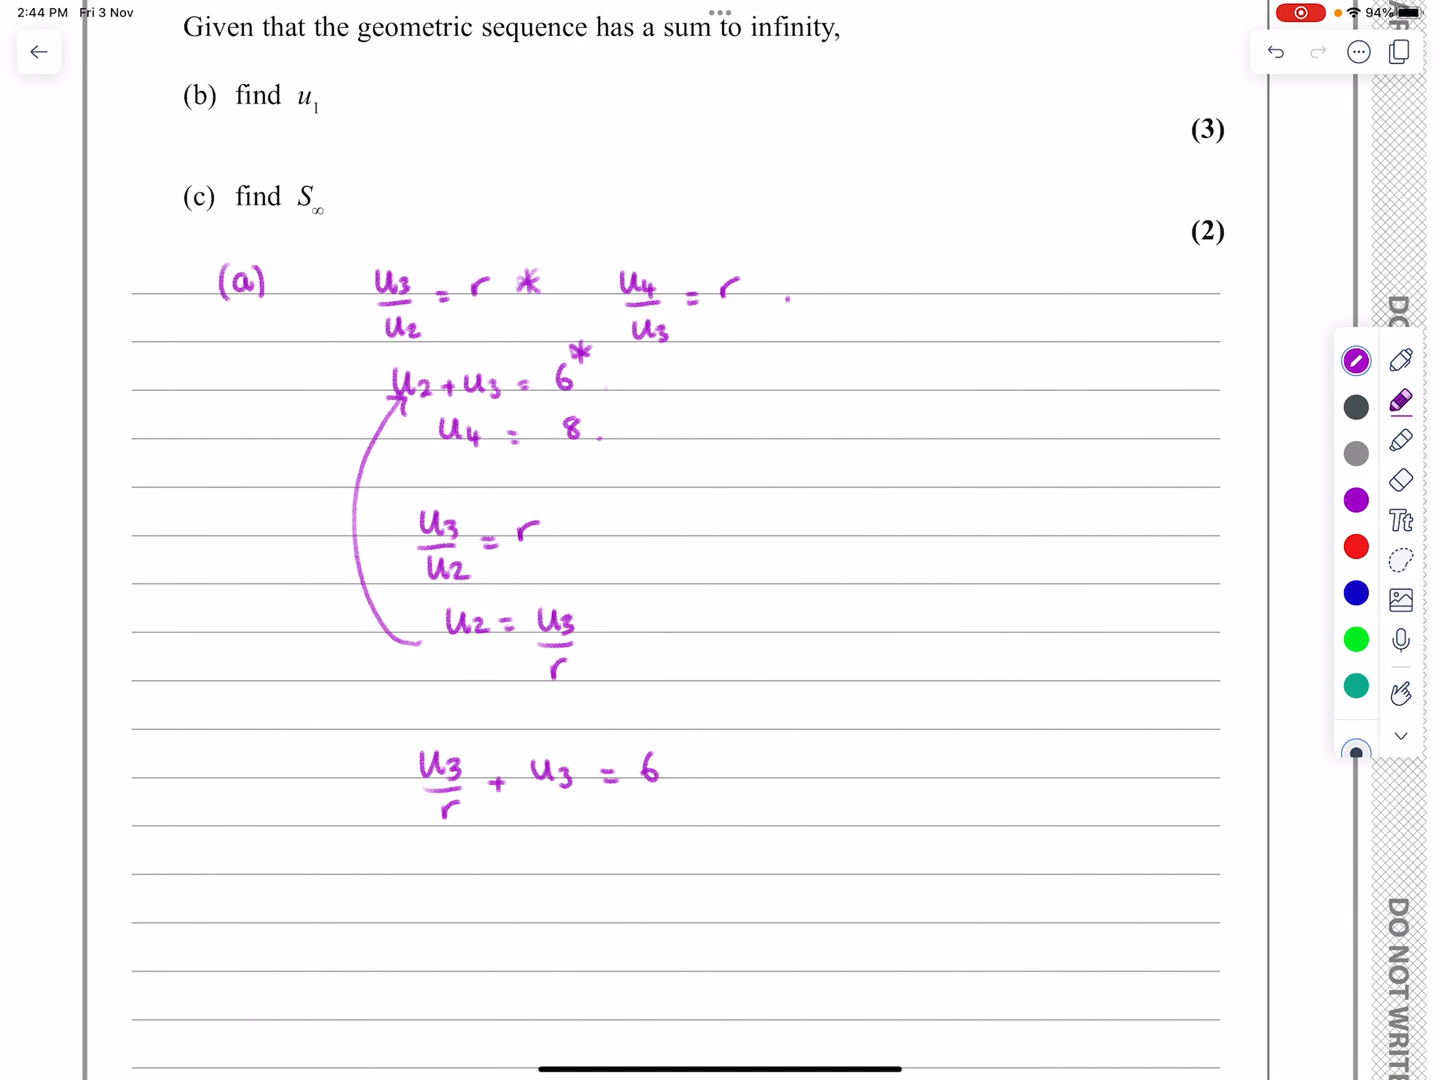 2:44 PM Fri 3 Nov
94%
Given that the geometric sequence has a sum to infinity,
(b) find u₁
(3)
(c) find S∞
(2)
(a) u₃/u₂ = r * u₄/u₃ = r .
u₂ + u₃ = 6 *
u₄ = 8 .
u₃/u₂ = r
u₂ = u₃/r
u₃/r + u₃ = 6
Tt
DO
DO NOT WRIT